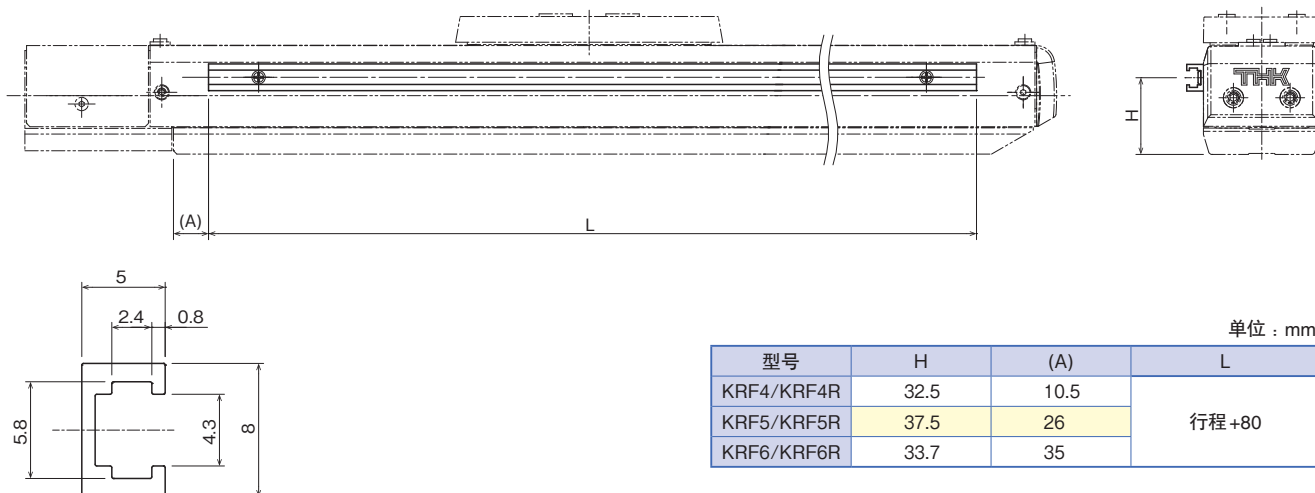 THK
H
(A)
L
5
2.4
0.8
5.8
4.3
8
单位：mm
型号 H (A) L
KRF4/KRF4R 32.5 10.5
KRF5/KRF5R 37.5 26 行程+80
KRF6/KRF6R 33.7 35